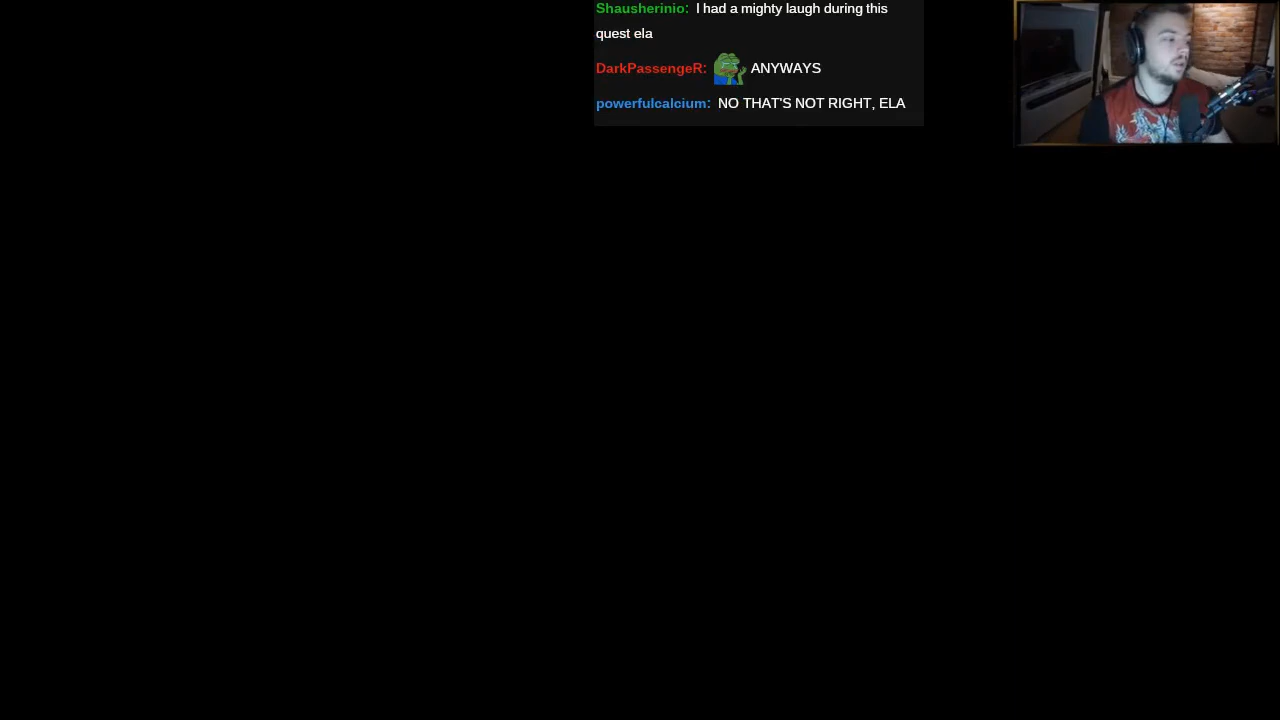 Shausherinio: I had a mighty laugh during this
quest ela
DarkPassengeR: ANYWAYS
powerfulcalcium: NO THAT'S NOT RIGHT, ELA